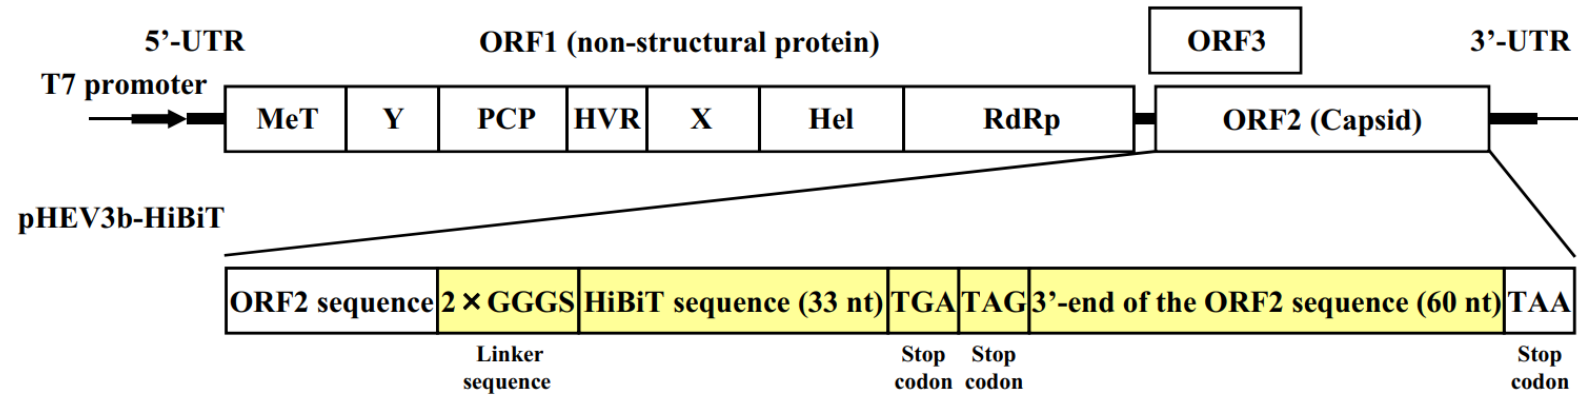 5’-UTR
ORF1 (non-structural protein)
ORF3
3’-UTR
T7 promoter
MeT Y PCP HVR X Hel RdRp ORF2 (Capsid)
pHEV3b-HiBiT
ORF2 sequence 2×GGGS HiBiT sequence (33 nt) TGA TAG 3’-end of the ORF2 sequence (60 nt) TAA
Linker sequence
Stop codon
Stop codon
Stop codon